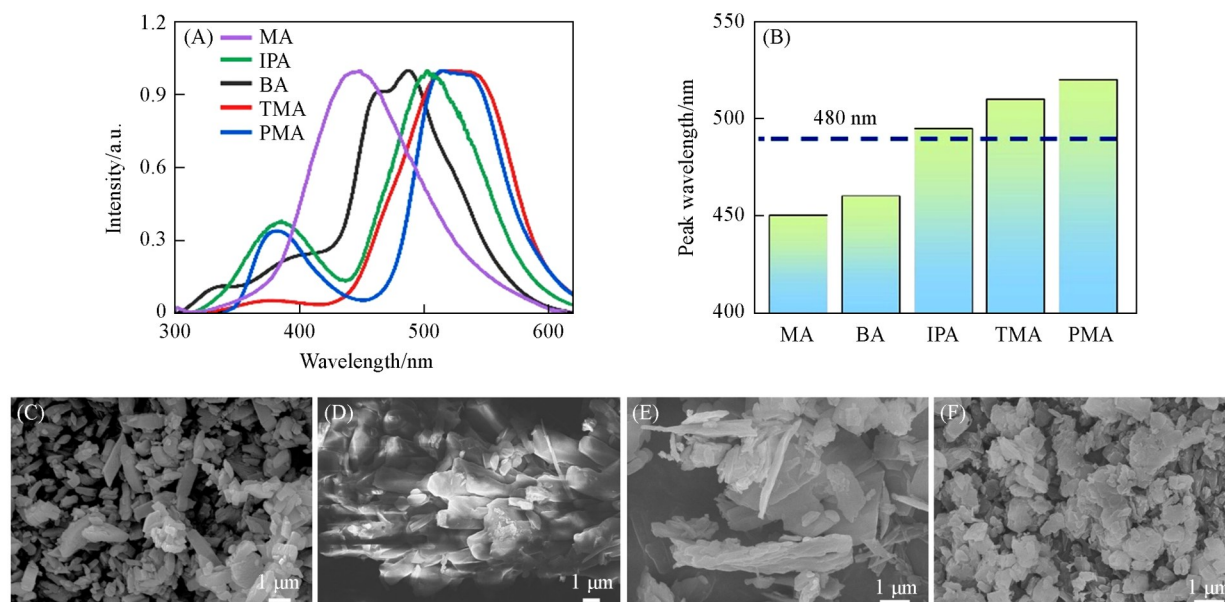 (A)
MA
IPA
BA
TMA
PMA
1.2
0.9
0.6
0.3
0
300
400
500
600
Intensity/a.u.
Wavelength/nm
(B)
480 nm
550
500
450
400
Peak wavelength/nm
MA
BA
IPA
TMA
PMA
(C)
1 μm
(D)
1 μm
(E)
1 μm
(F)
1 μm